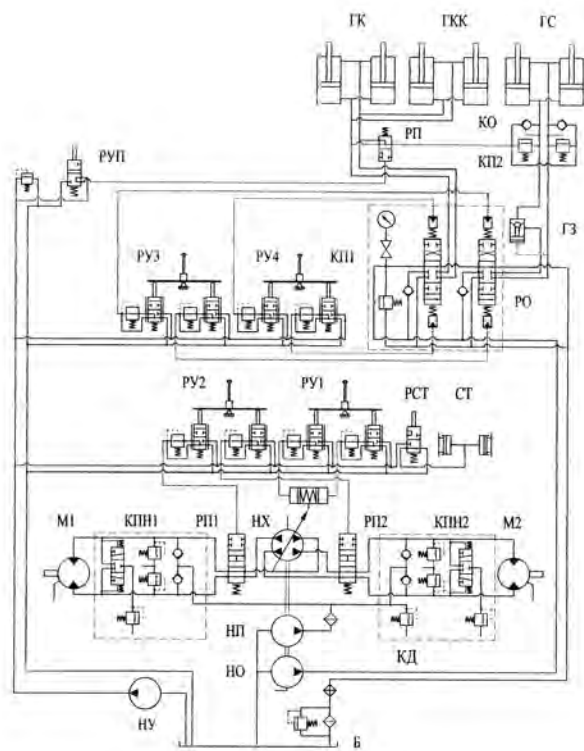 ГК ГКК ГС
КО
РП
РУП
КП2
ГЗ
РУ3 РУ4 КП1
РО
РУ2 РУ1 РСТ СТ
М1 КПН1 РП1 НХ РП2 КПН2 М2
НП
КД
НО
НУ
Б